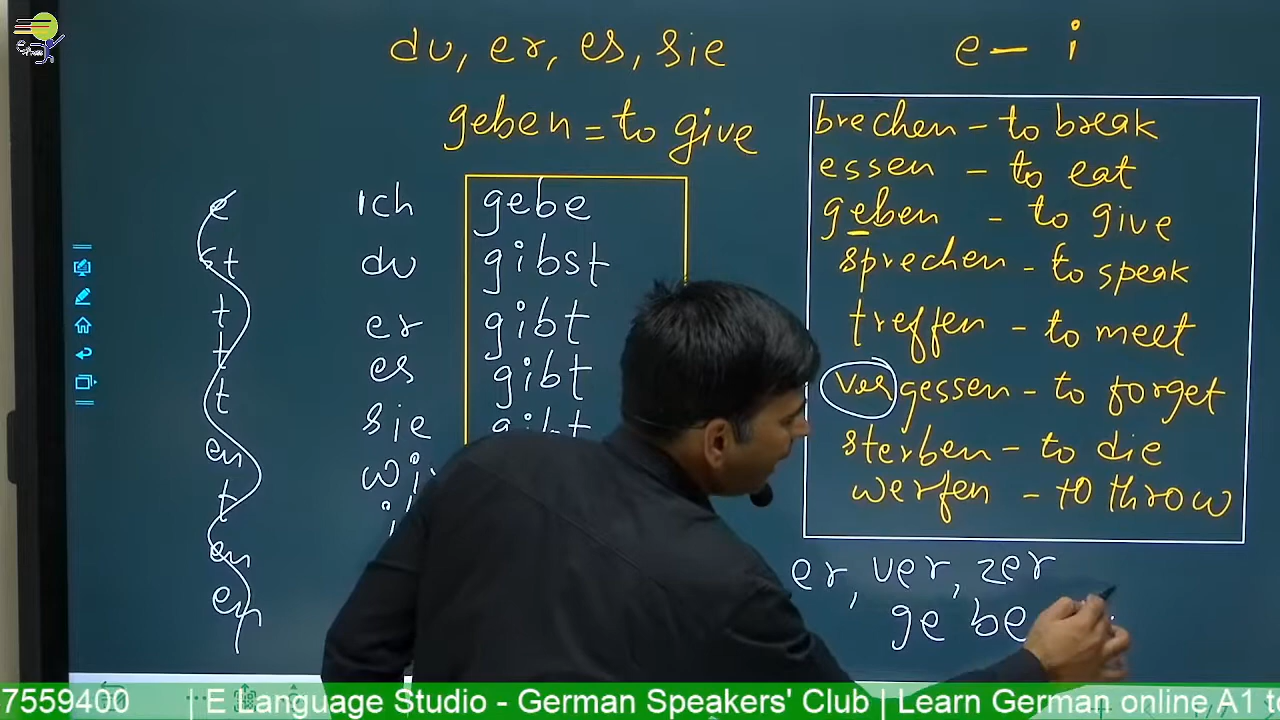 du, er, es, sie
e - i
geben = to give
e
st
t
t
t
en
t
en
en
ich gebe
du gibst
er gibt
es gibt
sie gibt
brechen - to break
essen - to eat
geben - to give
sprechen - to speak
treffen - to meet
vergessen - to forget
sterben - to die
werfen - to throw
er, ver, zer
ge be
7559400 | E Language Studio - German Speakers' Club | Learn German online A1 t